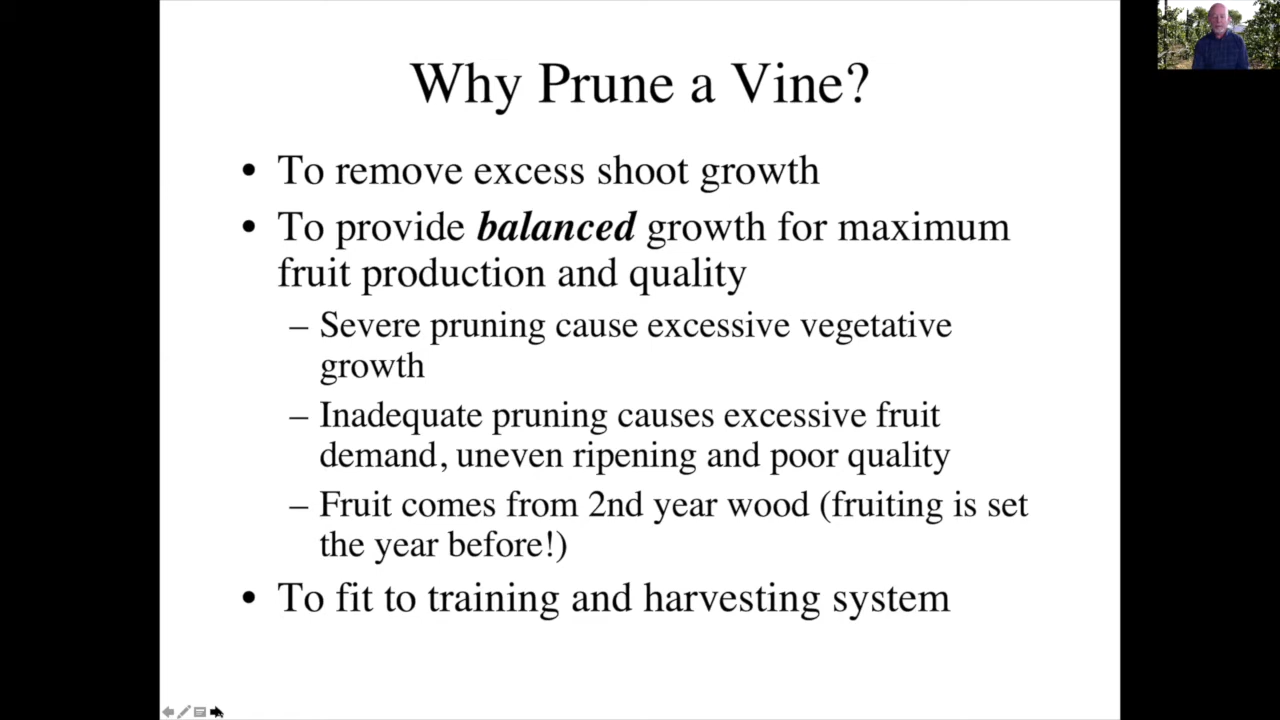 Why Prune a Vine?
• To remove excess shoot growth
• To provide balanced growth for maximum
fruit production and quality
– Severe pruning cause excessive vegetative
growth
– Inadequate pruning causes excessive fruit
demand, uneven ripening and poor quality
– Fruit comes from 2nd year wood (fruiting is set
the year before!)
• To fit to training and harvesting system